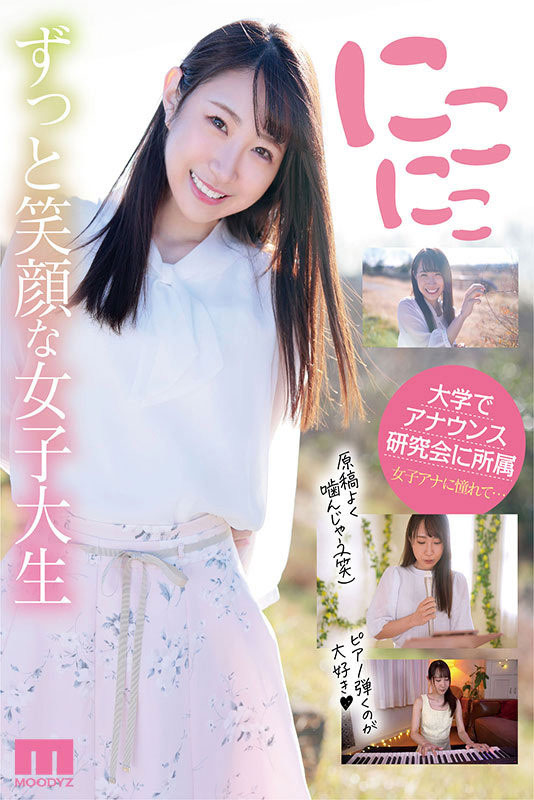 ずっと笑顔な女子大生
にこ
にこ
大学で
アナウンス
研究会に所属
女子アナに憧れて…
原稿よく
噛んじゃう(笑)
ピアノ弾くのが
大好き♥
M
MOODYZ